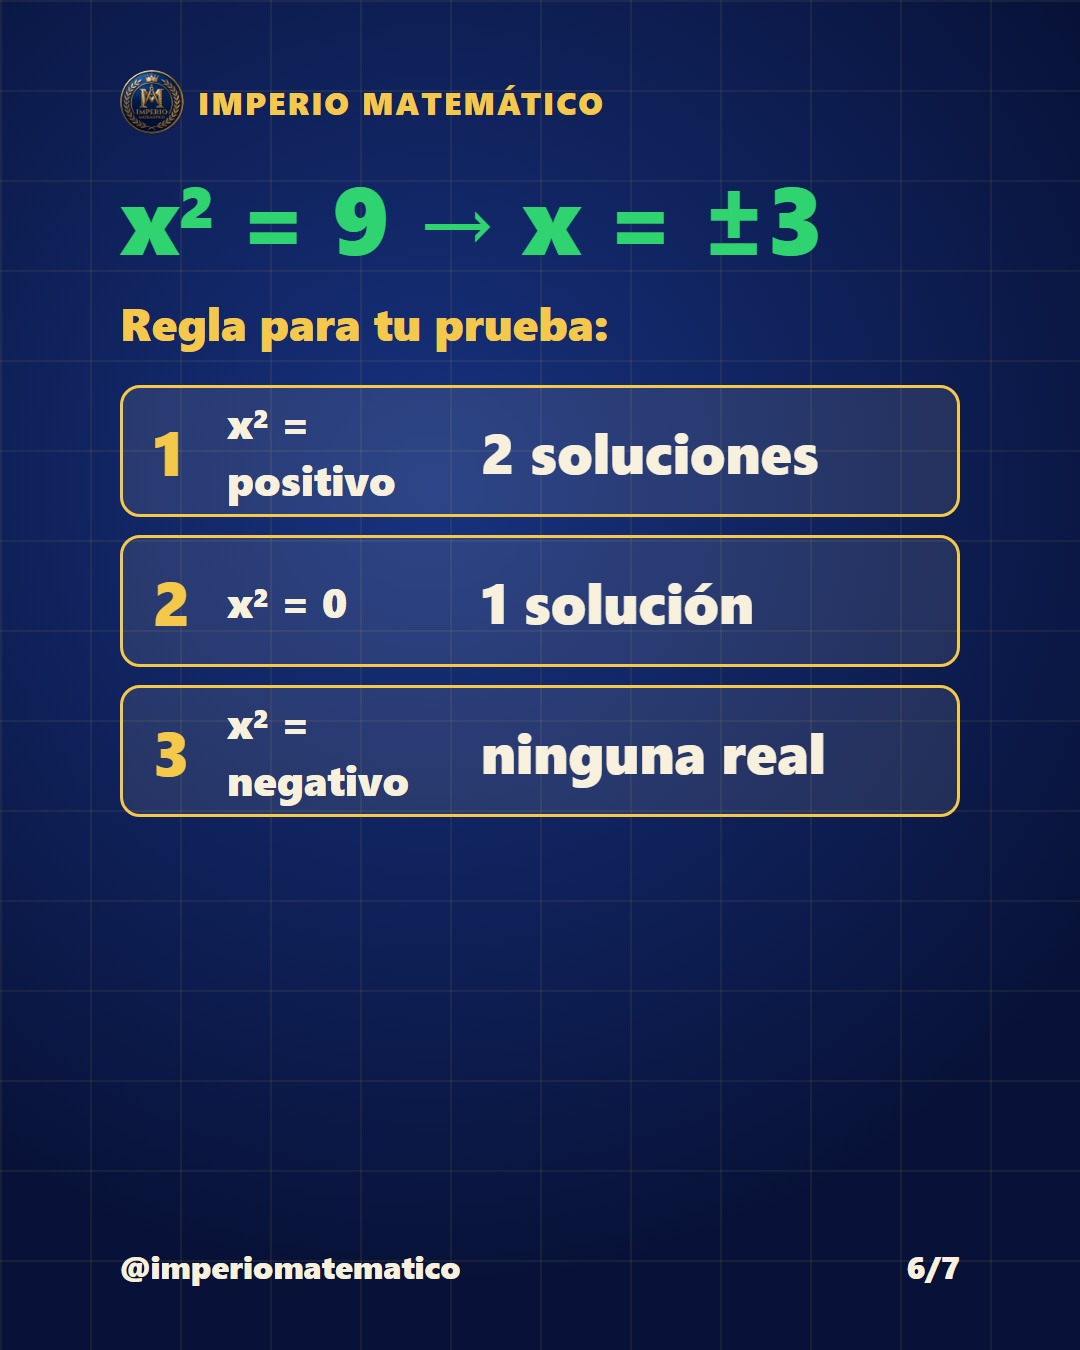 IMPERIO MATEMÁTICO
x² = 9 → x = ±3
Regla para tu prueba:
1 x² = positivo 2 soluciones
2 x² = 0 1 solución
3 x² = negativo ninguna real
@imperiomatematico 6/7